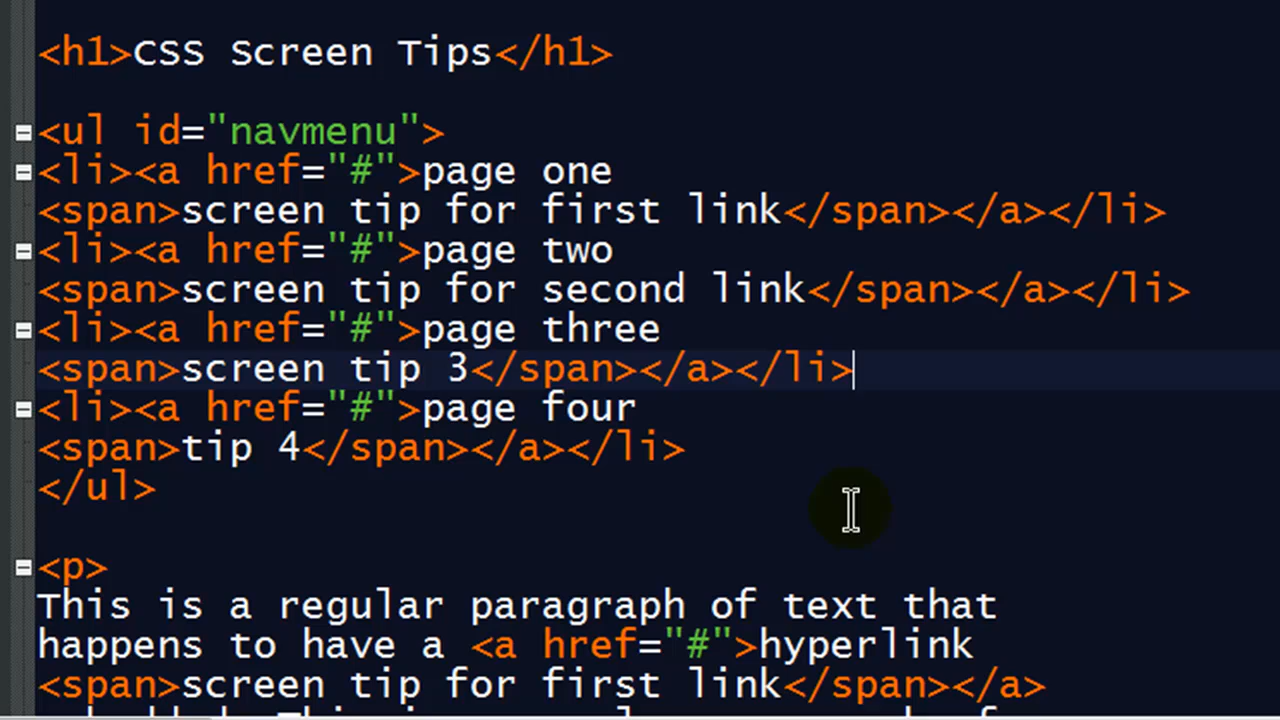 <h1>CSS Screen Tips</h1>
<ul id="navmenu">
<li><a href="#">page one
<span>screen tip for first link</span></a></li>
<li><a href="#">page two
<span>screen tip for second link</span></a></li>
<li><a href="#">page three
<span>screen tip 3</span></a></li>
<li><a href="#">page four
<span>tip 4</span></a></li>
</ul>
<p>
This is a regular paragraph of text that
happens to have a <a href="#">hyperlink
<span>screen tip for first link</span></a>